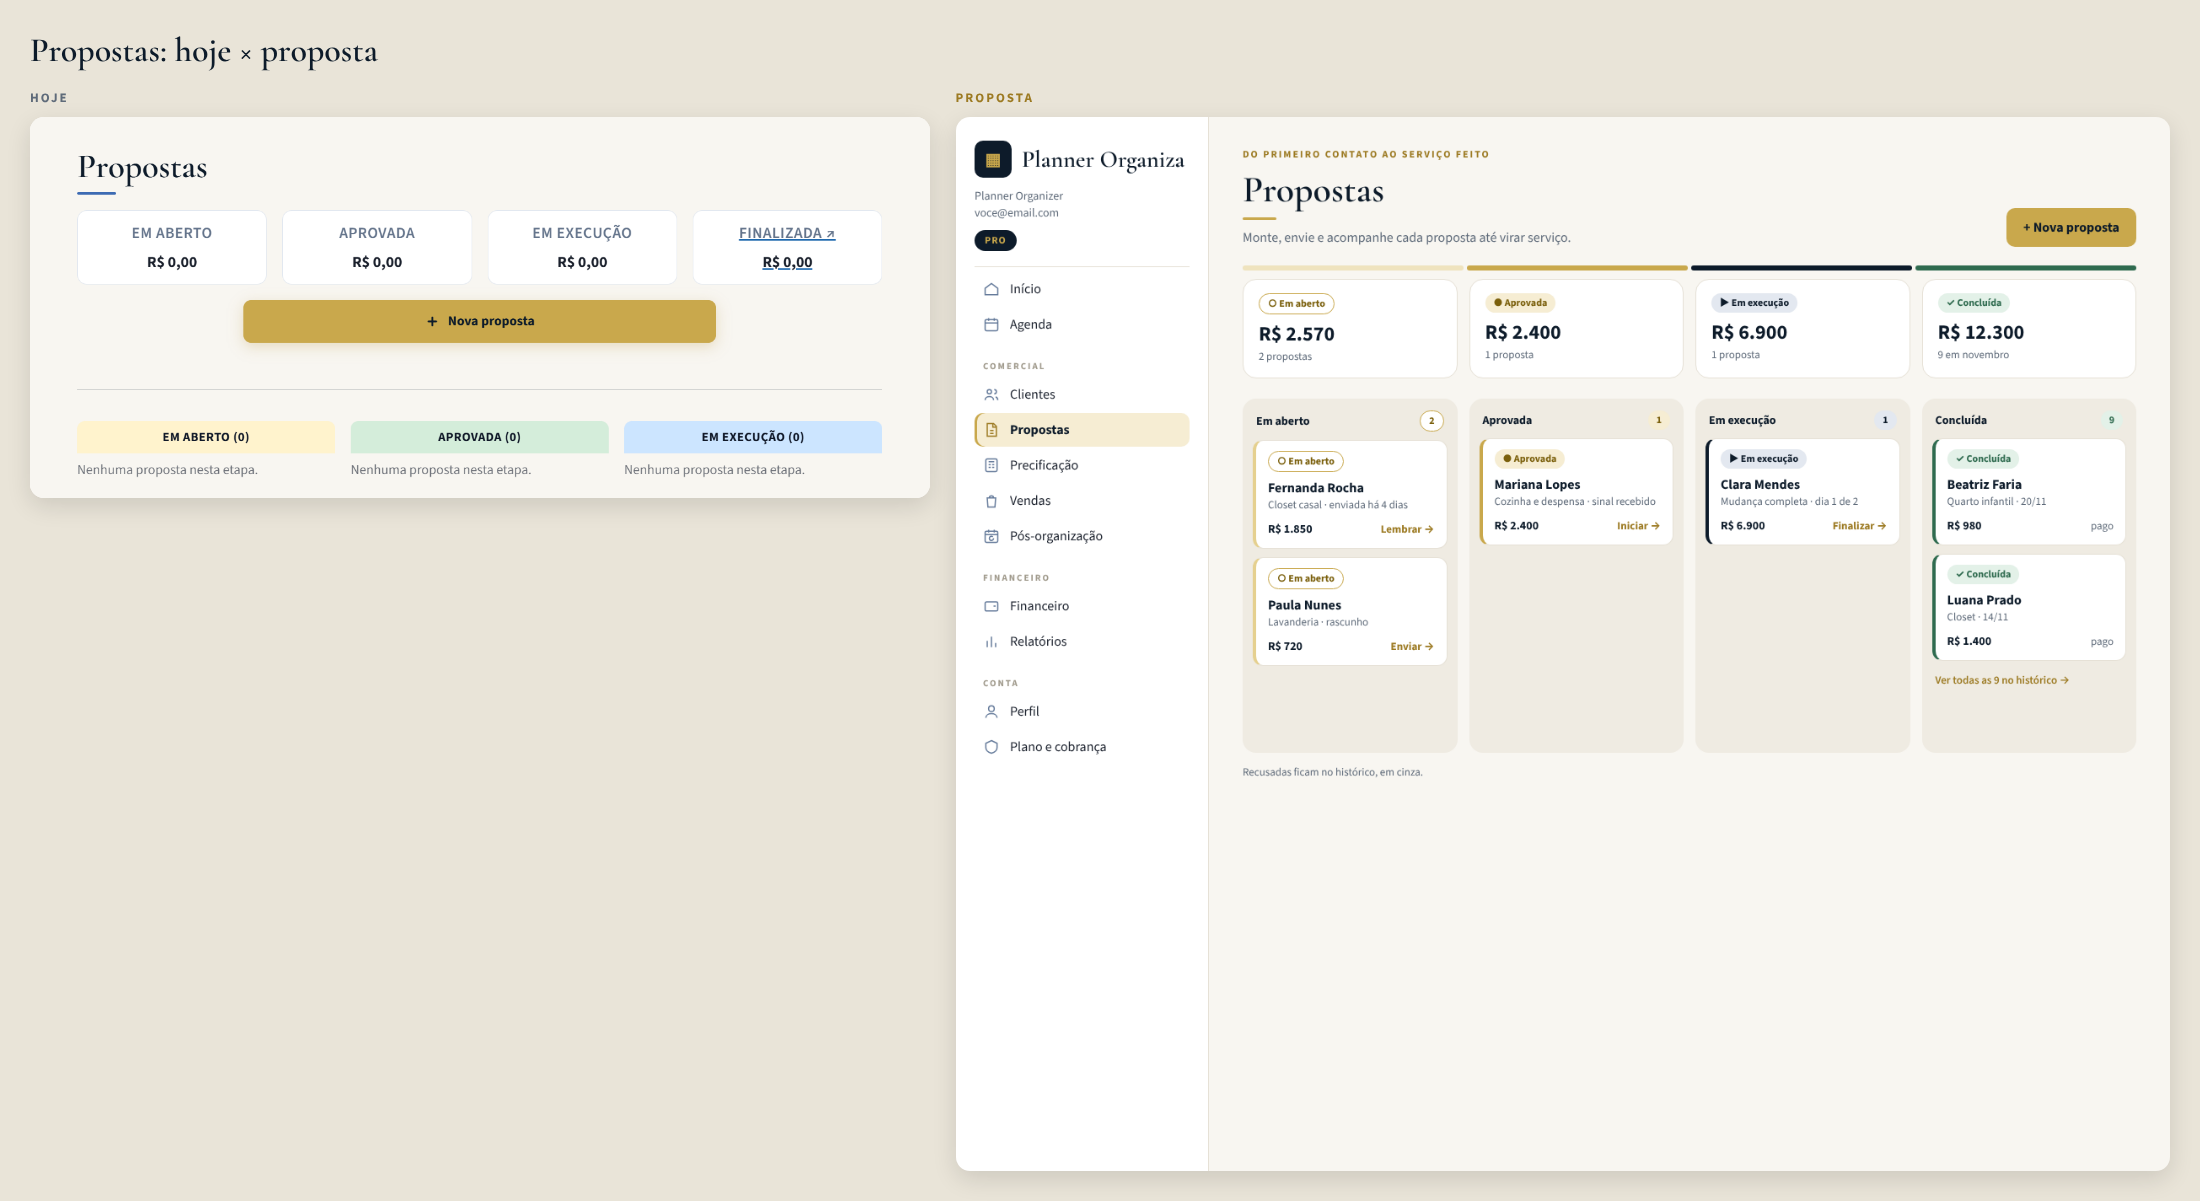 Propostas: hoje × proposta
HOJE
Propostas
EM ABERTO
R$ 0,00
APROVADA
R$ 0,00
EM EXECUÇÃO
R$ 0,00
FINALIZADA ↗
R$ 0,00
+ Nova proposta
EM ABERTO (0)
Nenhuma proposta nesta etapa.
APROVADA (0)
Nenhuma proposta nesta etapa.
EM EXECUÇÃO (0)
Nenhuma proposta nesta etapa.
PROPOSTA
Planner Organiza
Planner Organizer
voce@email.com
PRO
Início
Agenda
COMERCIAL
Clientes
Propostas
Precificação
Vendas
Pós-organização
FINANCEIRO
Financeiro
Relatórios
CONTA
Perfil
Plano e cobrança
DO PRIMEIRO CONTATO AO SERVIÇO FEITO
Propostas
Monte, envie e acompanhe cada proposta até virar serviço.
+ Nova proposta
Em aberto
R$ 2.570
2 propostas
Aprovada
R$ 2.400
1 proposta
▶ Em execução
R$ 6.900
1 proposta
✓ Concluída
R$ 12.300
9 em novembro
Em aberto 2
Em aberto
Fernanda Rocha
Closet casal · enviada há 4 dias
R$ 1.850 Lembrar →
Em aberto
Paula Nunes
Lavanderia · rascunho
R$ 720 Enviar →
Aprovada 1
Aprovada
Mariana Lopes
Cozinha e despensa · sinal recebido
R$ 2.400 Iniciar →
Em execução 1
▶ Em execução
Clara Mendes
Mudança completa · dia 1 de 2
R$ 6.900 Finalizar →
Concluída 9
✓ Concluída
Beatriz Faria
Quarto infantil · 20/11
R$ 980 pago
✓ Concluída
Luana Prado
Closet · 14/11
R$ 1.400 pago
Ver todas as 9 no histórico →
Recusadas ficam no histórico, em cinza.